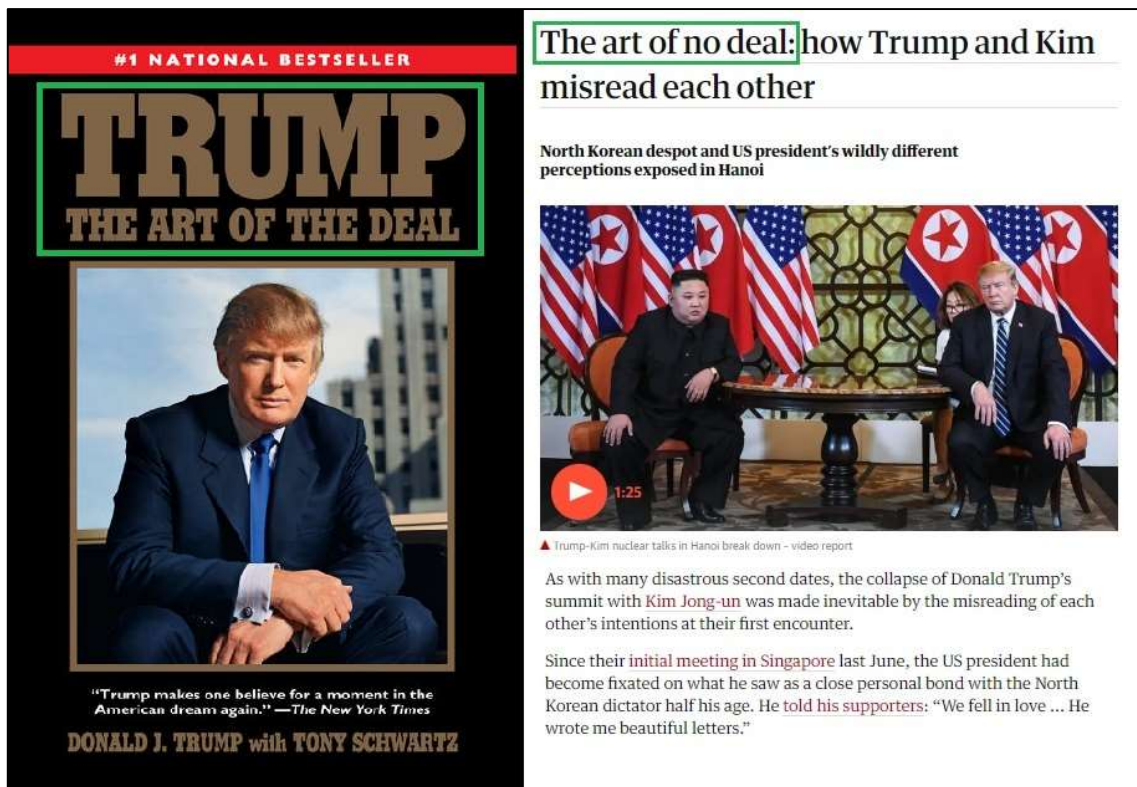 #1 NATIONAL BESTSELLER
TRUMP
THE ART OF THE DEAL
“Trump makes one believe for a moment in the
American dream again.” —The New York Times
DONALD J. TRUMP with TONY SCHWARTZ
The art of no deal: how Trump and Kim
misread each other
North Korean despot and US president’s wildly different
perceptions exposed in Hanoi
1:25
Trump-Kim nuclear talks in Hanoi break down – video report
As with many disastrous second dates, the collapse of Donald Trump’s
summit with Kim Jong-un was made inevitable by the misreading of each
other’s intentions at their first encounter.
Since their initial meeting in Singapore last June, the US president had
become fixated on what he saw as a close personal bond with the North
Korean dictator half his age. He told his supporters: “We fell in love ... He
wrote me beautiful letters.”